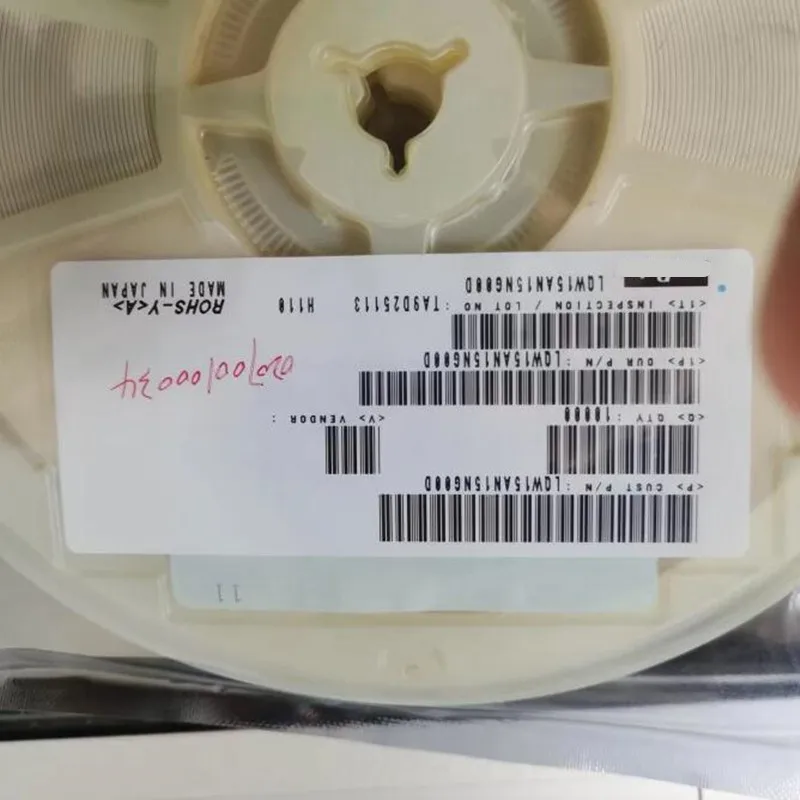 <P> CUST P/N : LQW15AN15NG00D
<Q> QTY : 10000 <V> VENDOR :
<1P> OUR P/N : LQW15AN15NG00D
<1T> INSPECTION / LOT NO : TA9D25113 H110 ROHS-Y<A>
LQW15AN15NG00D MADE IN JAPAN
11